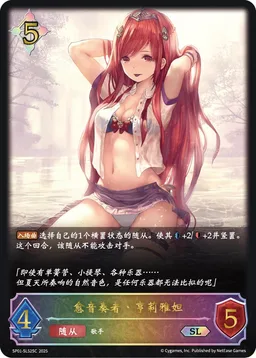 5
入场曲 选择自己的1个横置状态的随从。使其 +2/ +2并竖置。
这个回合，该随从不能攻击对手。
「即使有单簧管、小提琴、各种乐器……
但夏天所奏响的自然音色，是任何乐器都无法比拟的呢」
愈音奏者·亨莉雅妲
4
随从
歌手
SL
5
SP01-SL12SC 2025
© Cygames, Inc. Published by NetEase Games